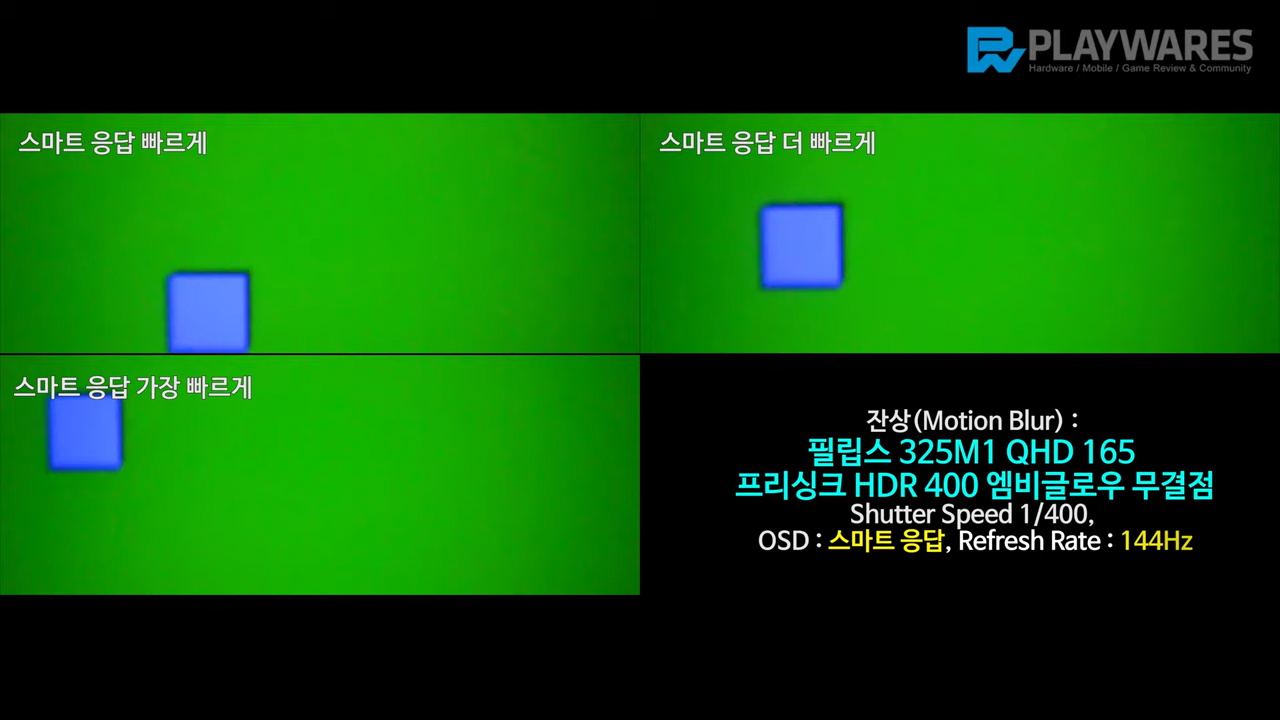 PLAYWARES
Hardware / Mobile / Game Review & Community
스마트 응답 빠르게
스마트 응답 더 빠르게
스마트 응답 가장 빠르게
잔상(Motion Blur) :
필립스 325M1 QHD 165
프리싱크 HDR 400 엠비글로우 무결점
Shutter Speed 1/400,
OSD : 스마트 응답, Refresh Rate : 144Hz